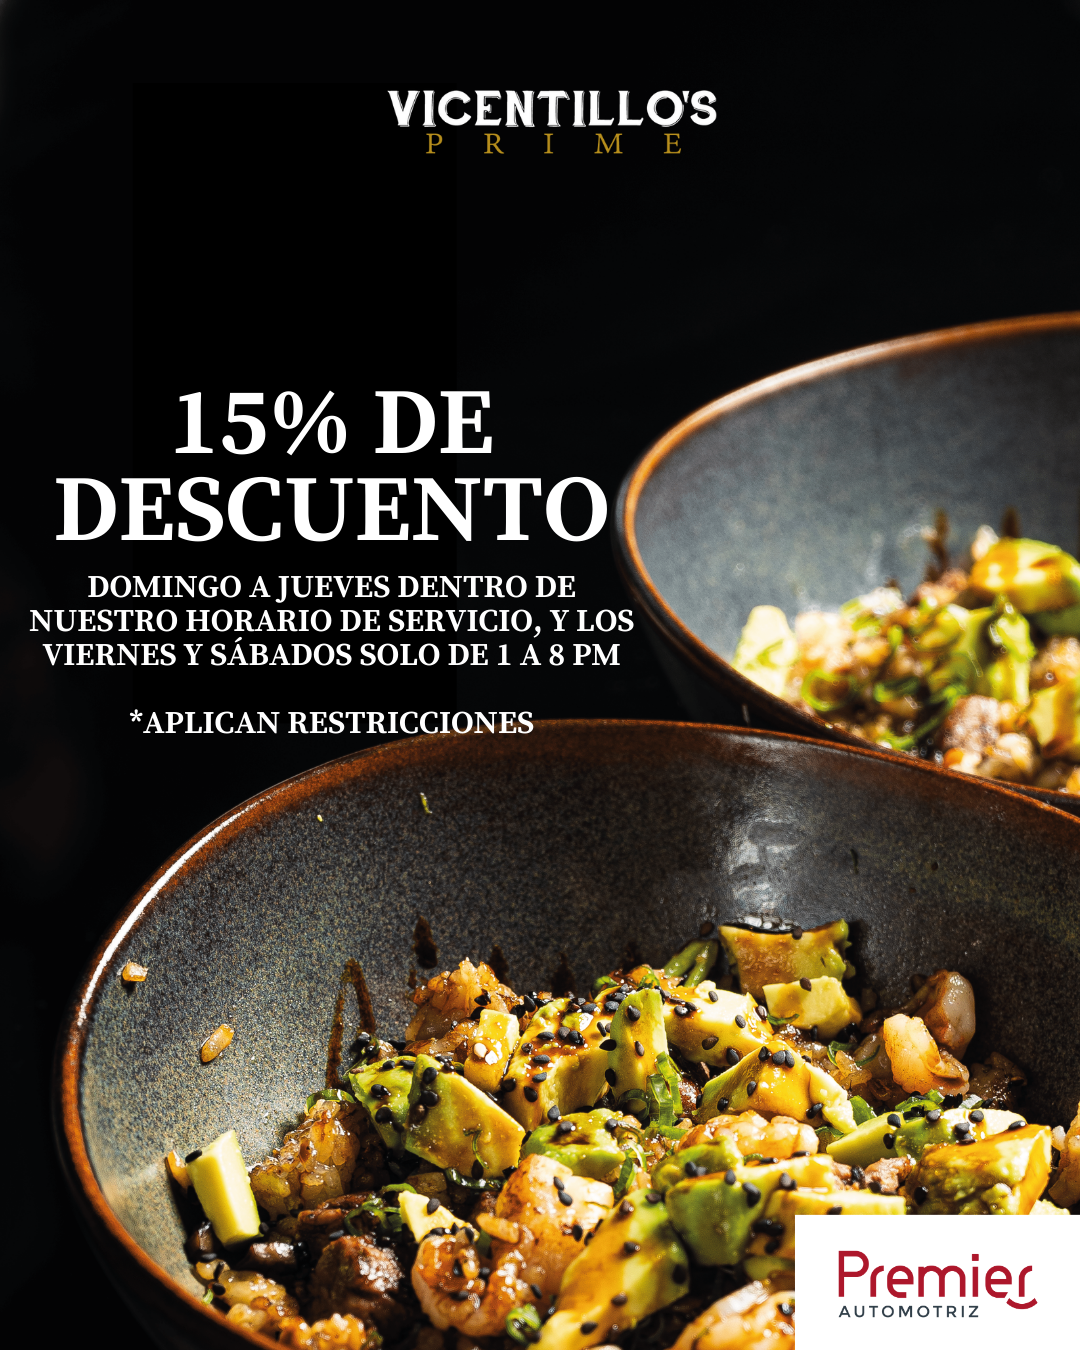 VICENTILLO'S
PRIME
15% DE
DESCUENTO
DOMINGO A JUEVES DENTRO DE
NUESTRO HORARIO DE SERVICIO, Y LOS
VIERNES Y SÁBADOS SOLO DE 1 A 8 PM
*APLICAN RESTRICCIONES
Premier
AUTOMOTRIZ